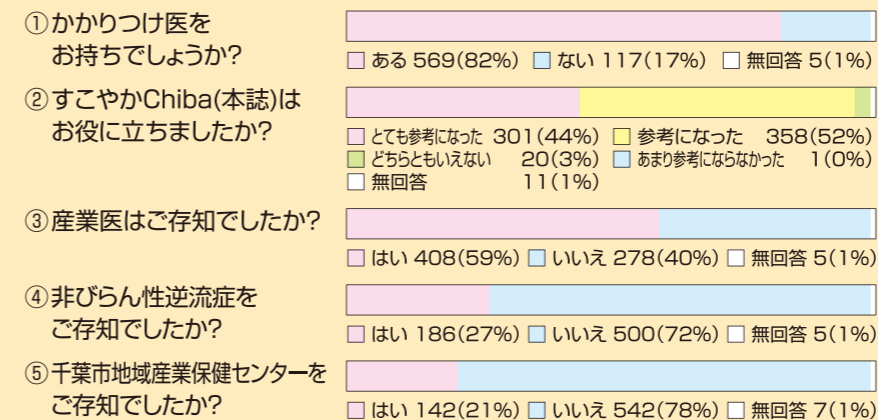 ①かかりつけ医を
お持ちでしょうか?
□ ある 569(82%) □ ない 117(17%) □ 無回答 5(1%)
②すこやかChiba(本誌)は
お役に立ちましたか?
□ とても参考になった 301(44%) □ 参考になった 358(52%)
□ どちらともいえない 20(3%) □ あまり参考にならなかった 1(0%)
□ 無回答 11(1%)
③産業医はご存知でしたか?
□ はい 408(59%) □ いいえ 278(40%) □ 無回答 5(1%)
④非びらん性逆流症を
ご存知でしたか?
□ はい 186(27%) □ いいえ 500(72%) □ 無回答 5(1%)
⑤千葉市地域産業保健センターを
ご存知でしたか?
□ はい 142(21%) □ いいえ 542(78%) □ 無回答 7(1%)